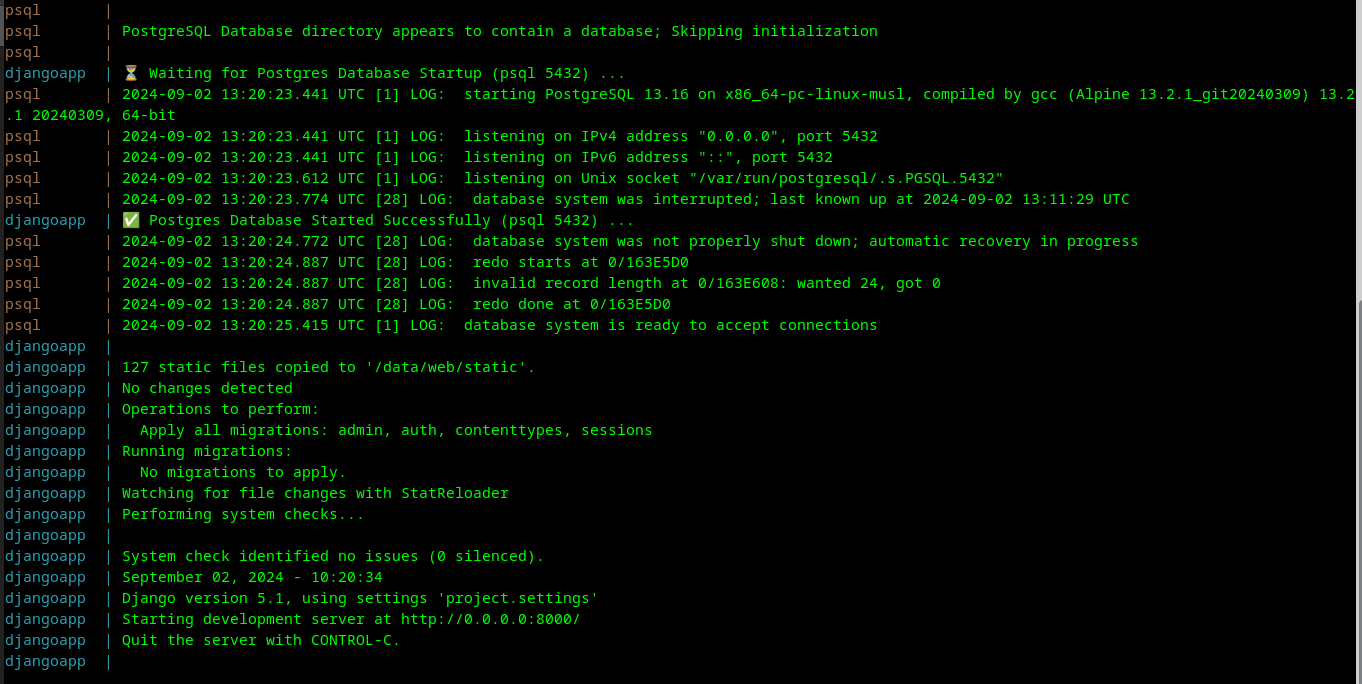 psql       |
psql       | PostgreSQL Database directory appears to contain a database; Skipping initialization
psql       |
djangoapp  | ⏳ Waiting for Postgres Database Startup (psql 5432) ...
psql       | 2024-09-02 13:20:23.441 UTC [1] LOG:  starting PostgreSQL 13.16 on x86_64-pc-linux-musl, compiled by gcc (Alpine 13.2.1_git20240309) 13.2
.1 20240309, 64-bit
psql       | 2024-09-02 13:20:23.441 UTC [1] LOG:  listening on IPv4 address "0.0.0.0", port 5432
psql       | 2024-09-02 13:20:23.441 UTC [1] LOG:  listening on IPv6 address "::", port 5432
psql       | 2024-09-02 13:20:23.612 UTC [1] LOG:  listening on Unix socket "/var/run/postgresql/.s.PGSQL.5432"
psql       | 2024-09-02 13:20:23.774 UTC [28] LOG:  database system was interrupted; last known up at 2024-09-02 13:11:29 UTC
djangoapp  | ✅ Postgres Database Started Successfully (psql 5432) ...
psql       | 2024-09-02 13:20:24.772 UTC [28] LOG:  database system was not properly shut down; automatic recovery in progress
psql       | 2024-09-02 13:20:24.887 UTC [28] LOG:  redo starts at 0/163E5D0
psql       | 2024-09-02 13:20:24.887 UTC [28] LOG:  invalid record length at 0/163E608: wanted 24, got 0
psql       | 2024-09-02 13:20:24.887 UTC [28] LOG:  redo done at 0/163E5D0
psql       | 2024-09-02 13:20:25.415 UTC [1] LOG:  database system is ready to accept connections
djangoapp  |
djangoapp  | 127 static files copied to '/data/web/static'.
djangoapp  | No changes detected
djangoapp  | Operations to perform:
djangoapp  |   Apply all migrations: admin, auth, contenttypes, sessions
djangoapp  | Running migrations:
djangoapp  |   No migrations to apply.
djangoapp  | Watching for file changes with StatReloader
djangoapp  | Performing system checks...
djangoapp  |
djangoapp  | System check identified no issues (0 silenced).
djangoapp  | September 02, 2024 - 10:20:34
djangoapp  | Django version 5.1, using settings 'project.settings'
djangoapp  | Starting development server at http://0.0.0.0:8000/
djangoapp  | Quit the server with CONTROL-C.
djangoapp  |